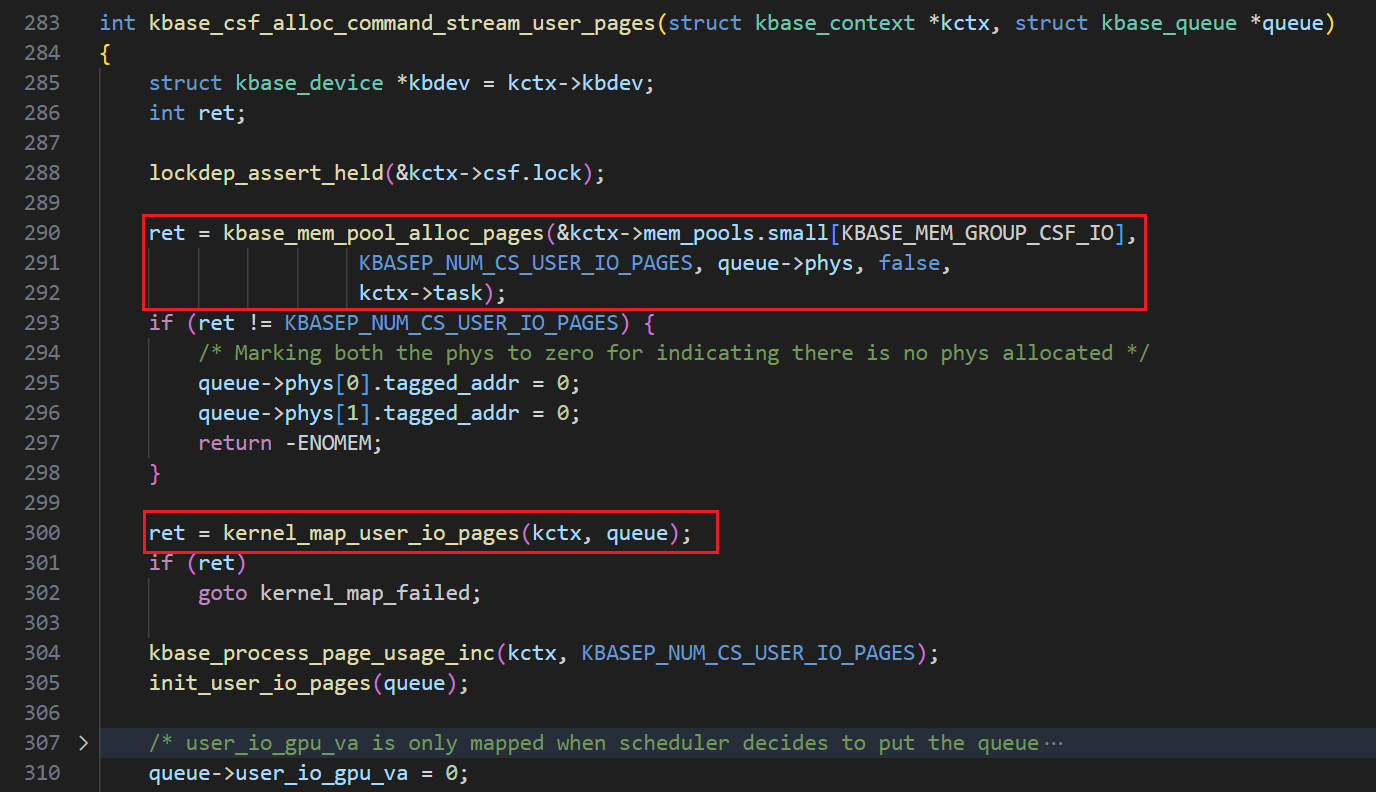 283 int kbase_csf_alloc_command_stream_user_pages(struct kbase_context *kctx, struct kbase_queue *queue)
284 {
285 struct kbase_device *kbdev = kctx->kbdev;
286 int ret;
287
288 lockdep_assert_held(&kctx->csf.lock);
289
290 ret = kbase_mem_pool_alloc_pages(&kctx->mem_pools.small[KBASE_MEM_GROUP_CSF_IO],
291 KBASEP_NUM_CS_USER_IO_PAGES, queue->phys, false,
292 kctx->task);
293 if (ret != KBASEP_NUM_CS_USER_IO_PAGES) {
294 /* Marking both the phys to zero for indicating there is no phys allocated */
295 queue->phys[0].tagged_addr = 0;
296 queue->phys[1].tagged_addr = 0;
297 return -ENOMEM;
298 }
299
300 ret = kernel_map_user_io_pages(kctx, queue);
301 if (ret)
302 goto kernel_map_failed;
303
304 kbase_process_page_usage_inc(kctx, KBASEP_NUM_CS_USER_IO_PAGES);
305 init_user_io_pages(queue);
306
307 /* user_io_gpu_va is only mapped when scheduler decides to put the queue⋯
310 queue->user_io_gpu_va = 0;